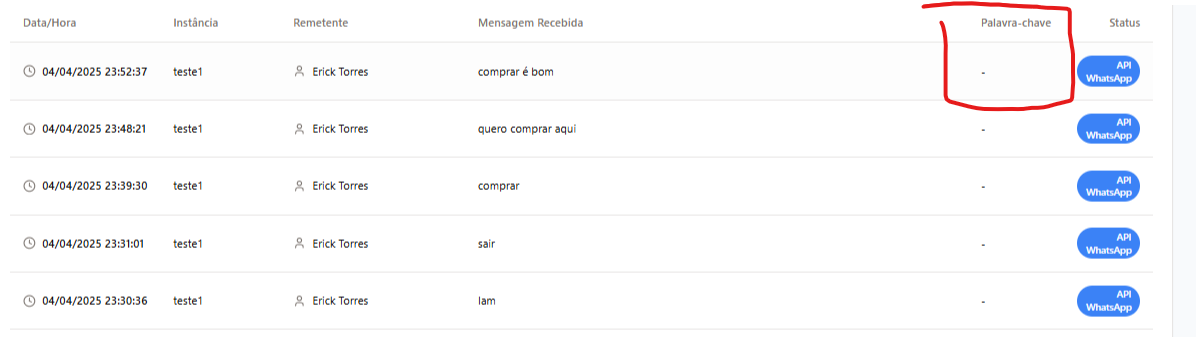 Data/Hora Instância Remetente Mensagem Recebida Palavra-chave Status
04/04/2025 23:52:37 teste1 Erick Torres comprar é bom - API WhatsApp
04/04/2025 23:48:21 teste1 Erick Torres quero comprar aqui - API WhatsApp
04/04/2025 23:39:30 teste1 Erick Torres comprar - API WhatsApp
04/04/2025 23:31:01 teste1 Erick Torres sair - API WhatsApp
04/04/2025 23:30:36 teste1 Erick Torres Iam - API WhatsApp